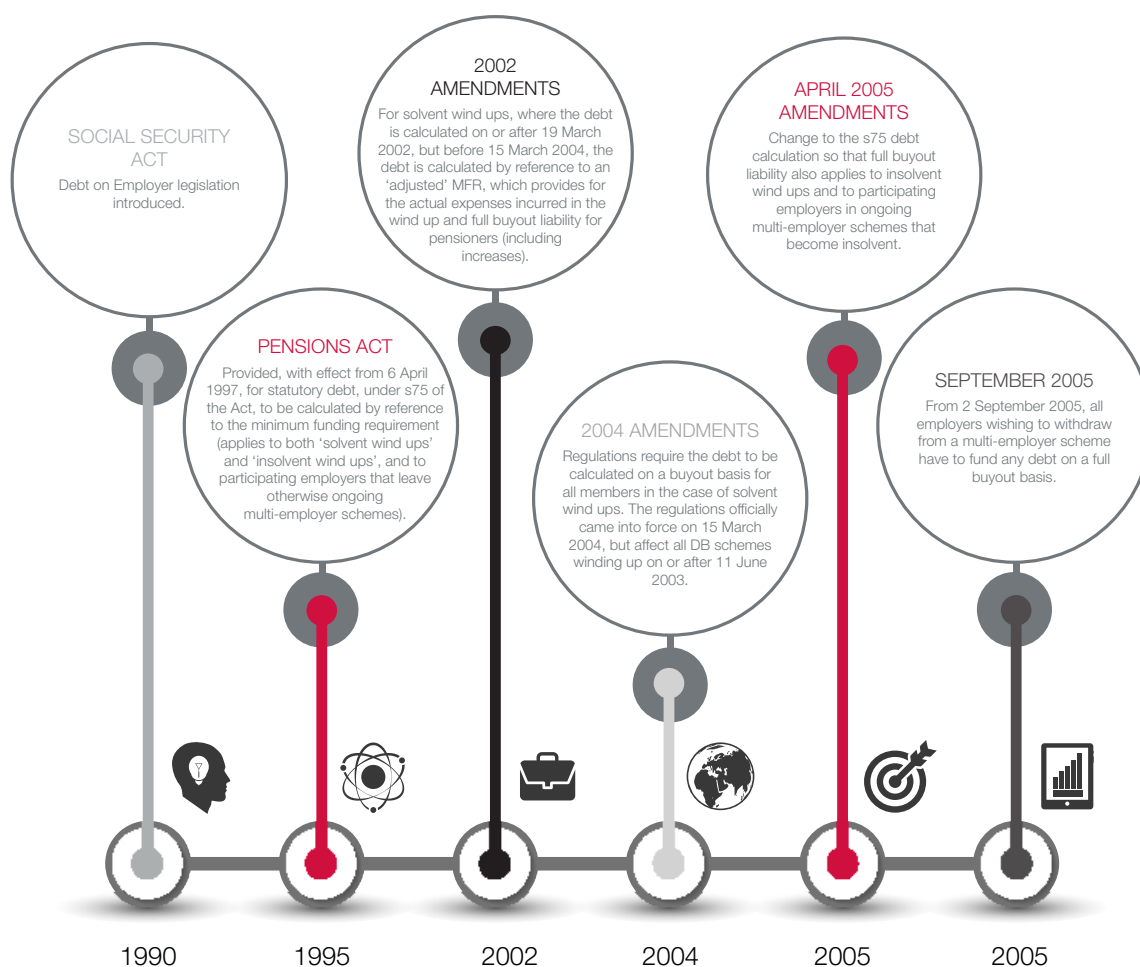 SOCIAL SECURITY
ACT
Debt on Employer legislation
introduced.
PENSIONS ACT
Provided, with effect from 6 April
1997, for statutory debt, under s75 of
the Act, to be calculated by reference
to the minimum funding requirement
(applies to both ‘solvent wind ups’
and ‘insolvent wind ups’, and to
participating employers that leave
otherwise ongoing
multi-employer schemes).
2002
AMENDMENTS
For solvent wind ups, where the debt
is calculated on or after 19 March
2002, but before 15 March 2004, the
debt is calculated by reference to an
‘adjusted’ MFR, which provides for
the actual expenses incurred in the
wind up and full buyout liability for
pensioners (including
increases).
2004 AMENDMENTS
Regulations require the debt to be
calculated on a buyout basis for
all members in the case of solvent
wind ups. The regulations officially
came into force on 15 March
2004, but affect all DB schemes
winding up on or after 11 June
2003.
APRIL 2005
AMENDMENTS
Change to the s75 debt
calculation so that full buyout
liability also applies to insolvent
wind ups and to participating
employers in ongoing
multi-employer schemes that
become insolvent.
SEPTEMBER 2005
From 2 September 2005, all
employers wishing to withdraw
from a multi-employer scheme
have to fund any debt on a full
buyout basis.
1990
1995
2002
2004
2005
2005